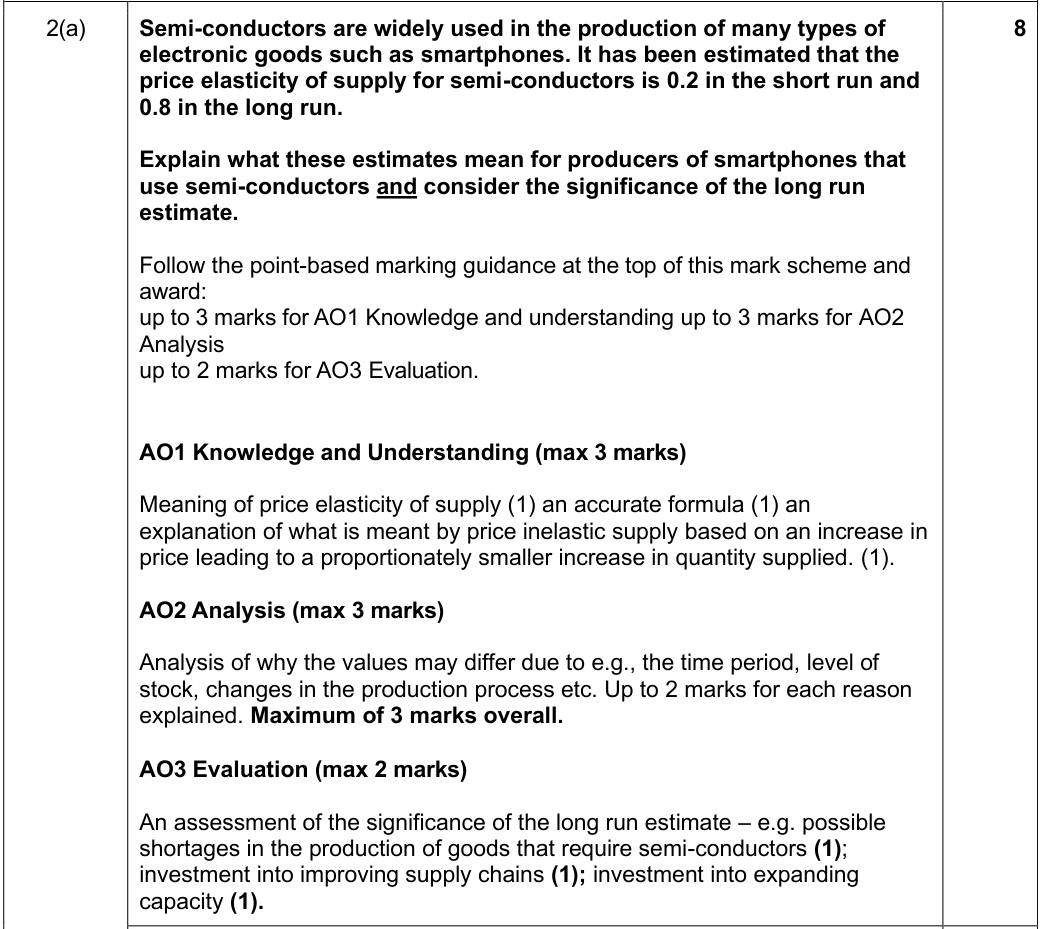 2(a)
Semi-conductors are widely used in the production of many types of
electronic goods such as smartphones. It has been estimated that the
price elasticity of supply for semi-conductors is 0.2 in the short run and
0.8 in the long run.
8
Explain what these estimates mean for producers of smartphones that
use semi-conductors and consider the significance of the long run
estimate.
Follow the point-based marking guidance at the top of this mark scheme and
award:
up to 3 marks for AO1 Knowledge and understanding up to 3 marks for AO2
Analysis
up to 2 marks for AO3 Evaluation.
AO1 Knowledge and Understanding (max 3 marks)
Meaning of price elasticity of supply (1) an accurate formula (1) an
explanation of what is meant by price inelastic supply based on an increase in
price leading to a proportionately smaller increase in quantity supplied. (1).
AO2 Analysis (max 3 marks)
Analysis of why the values may differ due to e.g., the time period, level of
stock, changes in the production process etc. Up to 2 marks for each reason
explained. Maximum of 3 marks overall.
AO3 Evaluation (max 2 marks)
An assessment of the significance of the long run estimate – e.g. possible
shortages in the production of goods that require semi-conductors (1);
investment into improving supply chains (1); investment into expanding
capacity (1).